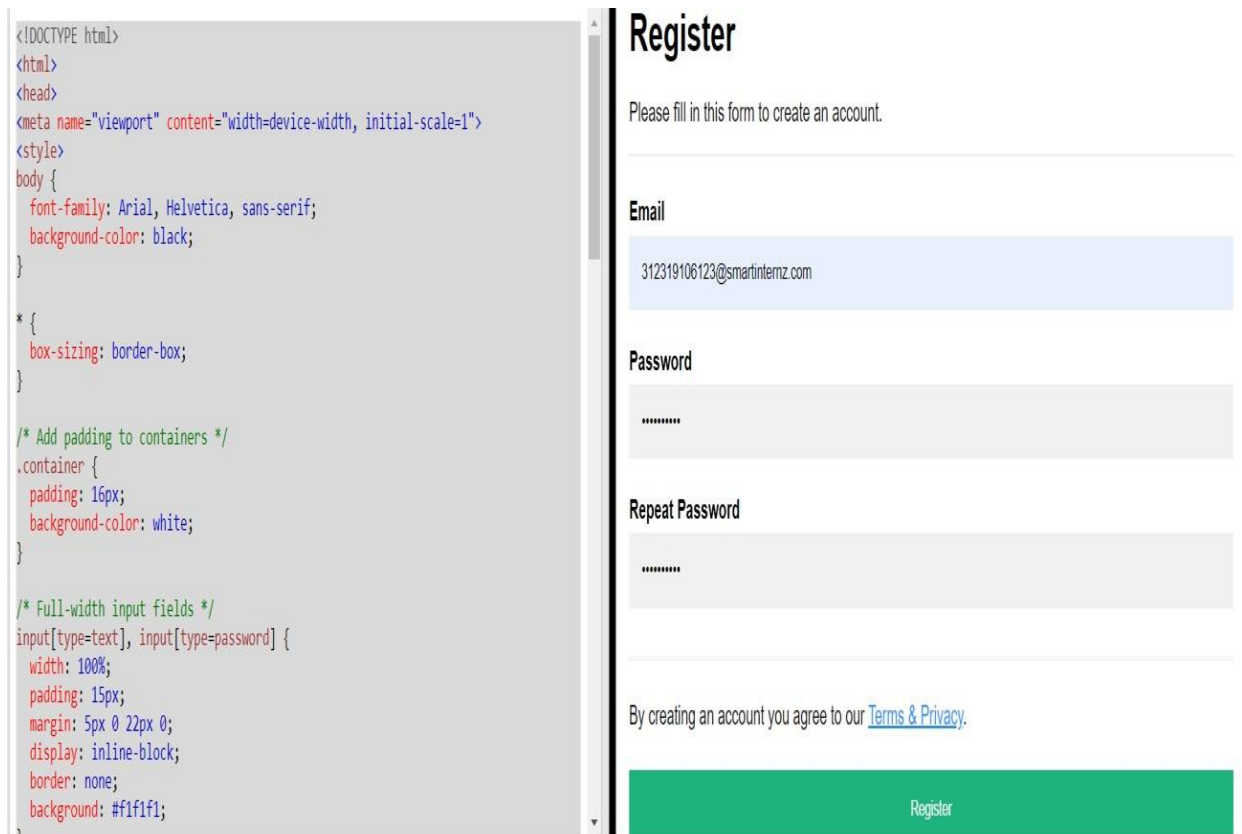 <!DOCTYPE html>
<html>
<head>
<meta name="viewport" content="width=device-width, initial-scale=1">
<style>
body {
  font-family: Arial, Helvetica, sans-serif;
  background-color: black;
}

* {
  box-sizing: border-box;
}

/* Add padding to containers */
.container {
  padding: 16px;
  background-color: white;
}

/* Full-width input fields */
input[type=text], input[type=password] {
  width: 100%;
  padding: 15px;
  margin: 5px 0 22px 0;
  display: inline-block;
  border: none;
  background: #f1f1f1;
}
Register
Please fill in this form to create an account.
Email
312319106123@smartinternz.com
Password
••••••••••
Repeat Password
••••••••••
By creating an account you agree to our Terms & Privacy.
Register